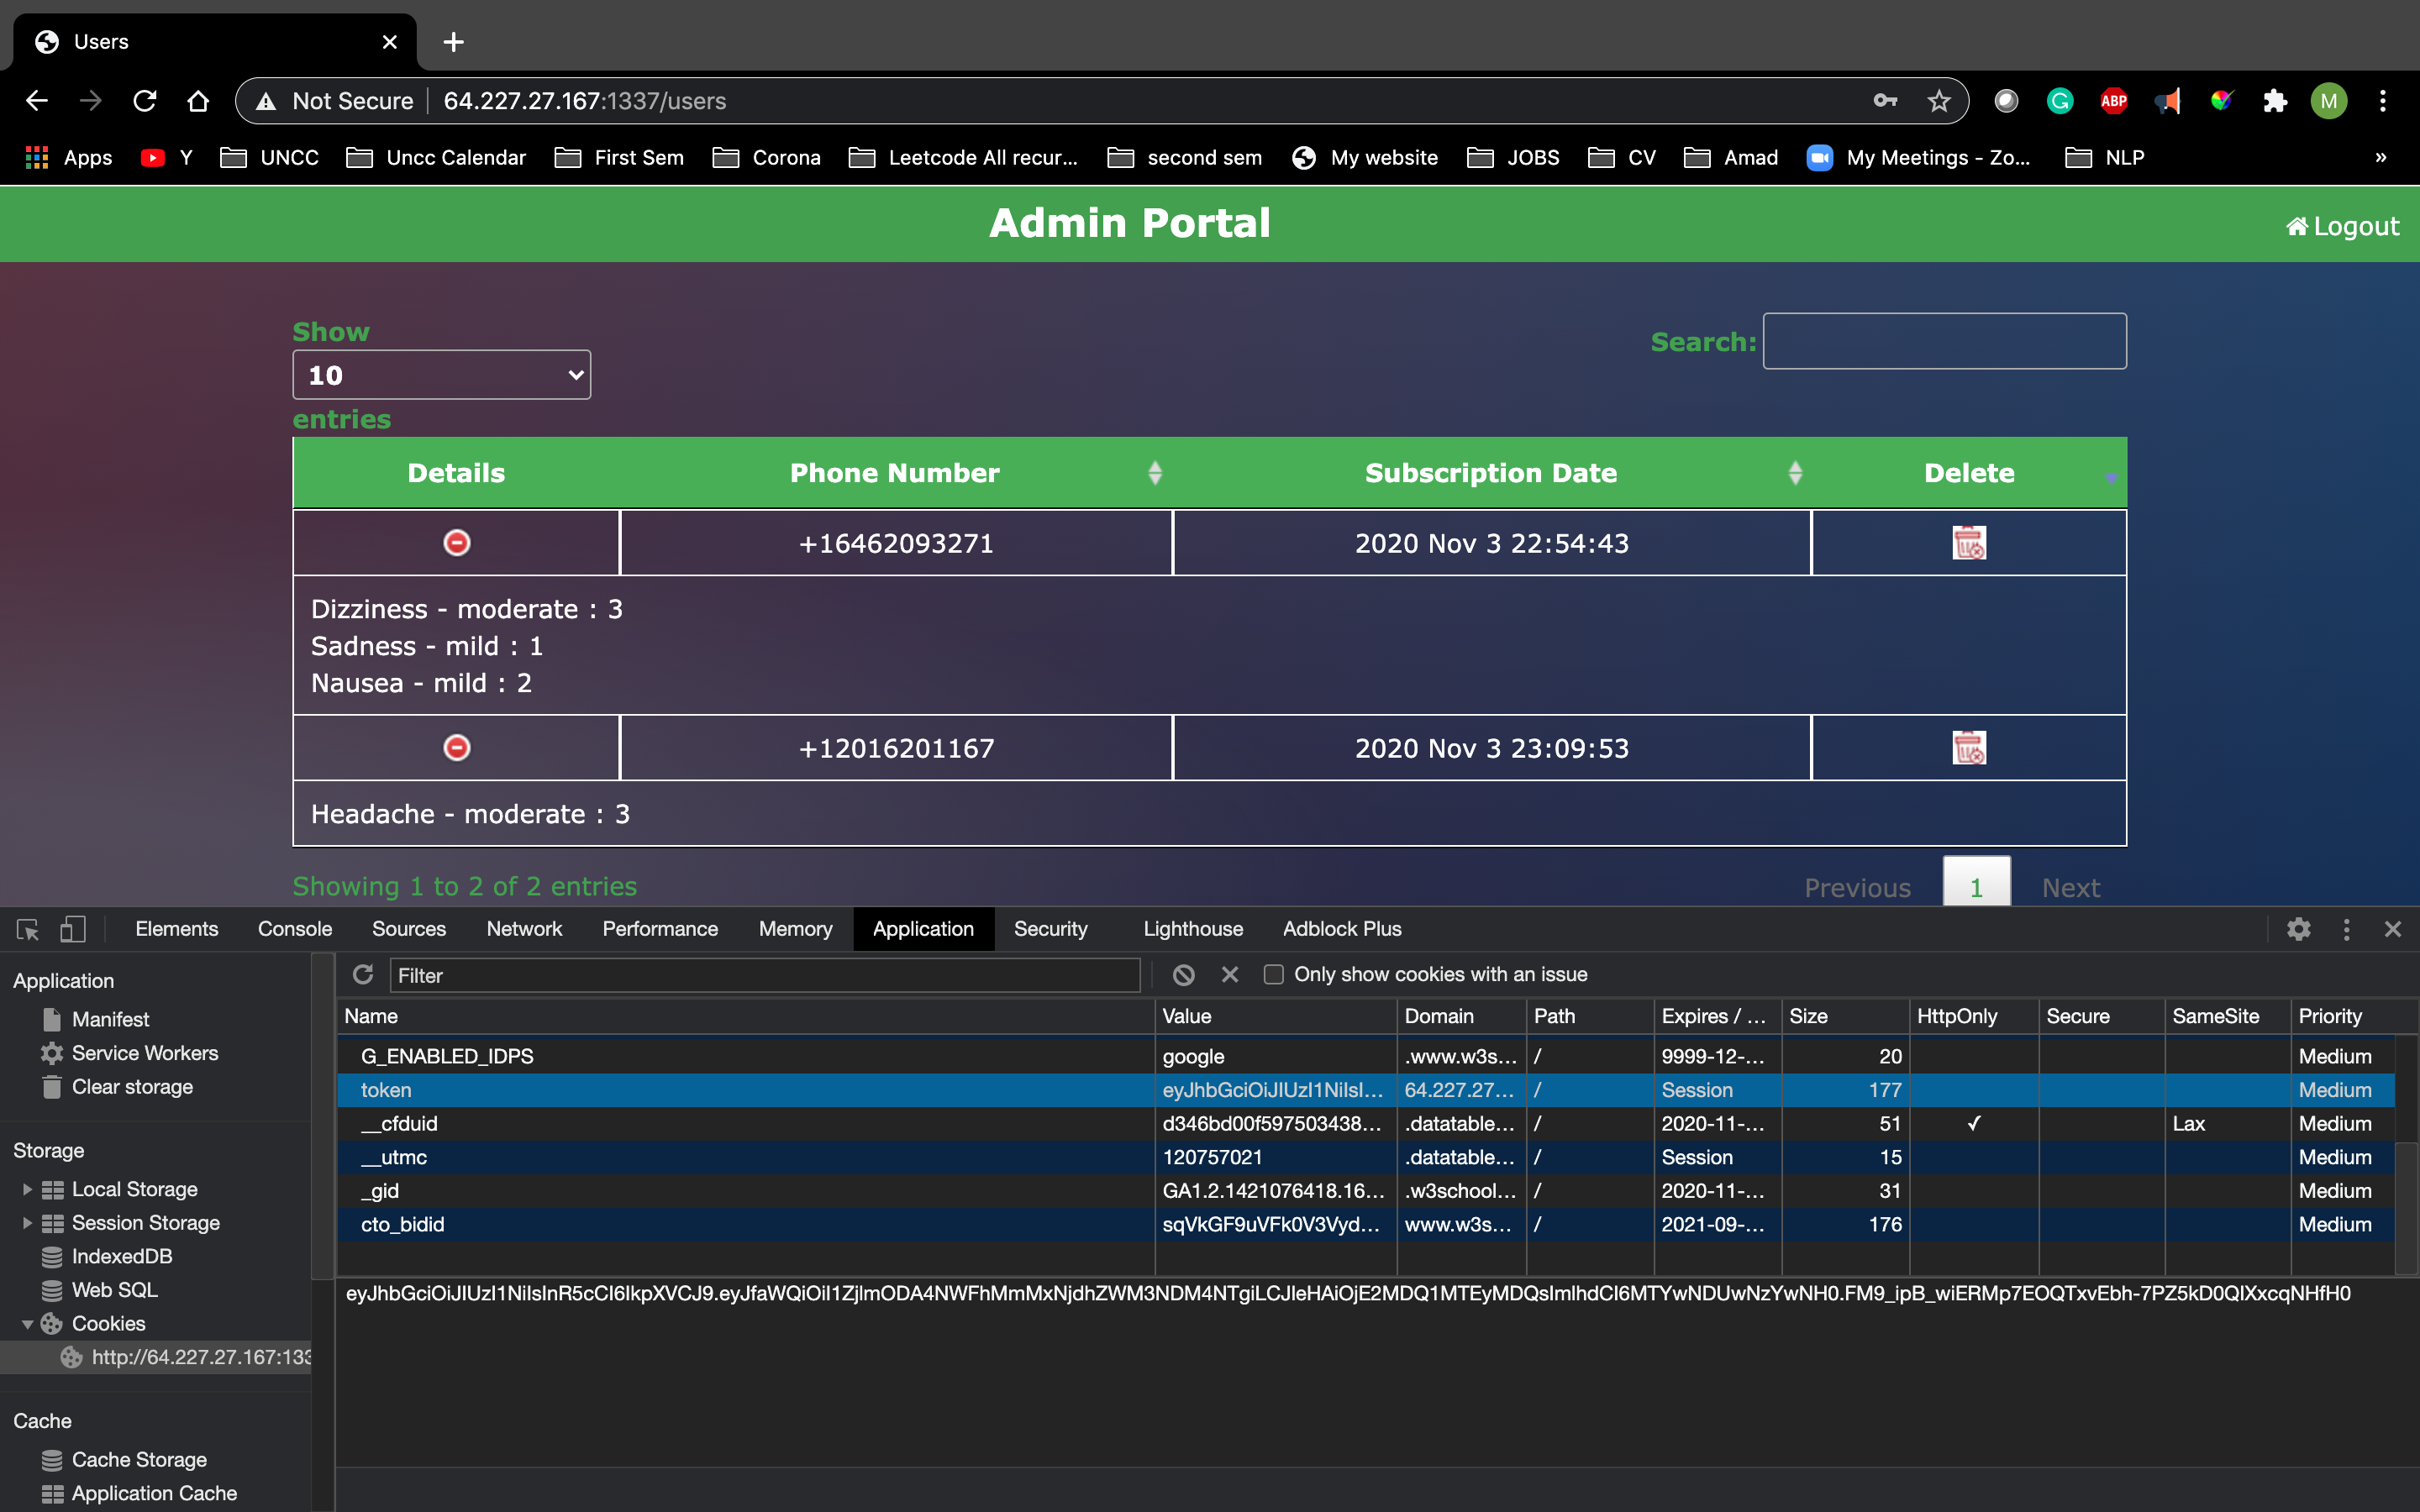 Users
Not Secure 64.227.27.167:1337/users
ABP
M
Apps Y UNCC Uncc Calendar First Sem Corona Leetcode All recur... second sem My website JOBS CV Amad My Meetings - Zo... NLP »
Admin Portal
Logout
Show
10
entries
Search:
Details Phone Number Subscription Date Delete
+16462093271 2020 Nov 3 22:54:43
Dizziness - moderate : 3
Sadness - mild : 1
Nausea - mild : 2
+12016201167 2020 Nov 3 23:09:53
Headache - moderate : 3
Showing 1 to 2 of 2 entries
Previous 1 Next
Elements Console Sources Network Performance Memory Application Security Lighthouse Adblock Plus
Application
Manifest
Service Workers
Clear storage
Storage
Local Storage
Session Storage
IndexedDB
Web SQL
Cookies
http://64.227.27.167:133
Cache
Cache Storage
Application Cache
Filter
Only show cookies with an issue
Name Value Domain Path Expires / ... Size HttpOnly Secure SameSite Priority
G_ENABLED_IDPS google .www.w3s... / 9999-12-... 20 Medium
token eyJhbGciOiJIUzI1NiIsI... 64.227.27... / Session 177 Medium
__cfduid d346bd00f597503438... .datatable... / 2020-11-... 51 ✓ Lax Medium
__utmc 120757021 .datatable... / Session 15 Medium
_gid GA1.2.1421076418.16... .w3school... / 2020-11-... 31 Medium
cto_bidid sqVkGF9uVFk0V3Vyd... www.w3s... / 2021-09-... 176 Medium
eyJhbGciOiJIUzI1NiIsInR5cCI6IkpXVCJ9.eyJfaWQiOiI1ZjlmODA4NWFhMmMxNjdhZWM3NDM4NTgiLCJleHAiOjE2MDQ1MTEyMDQsImlhdCI6MTYwNDUwNzYwNH0.FM9_ipB_wiERMp7EOQTxvEbh-7PZ5kD0QIXxcqNHfH0